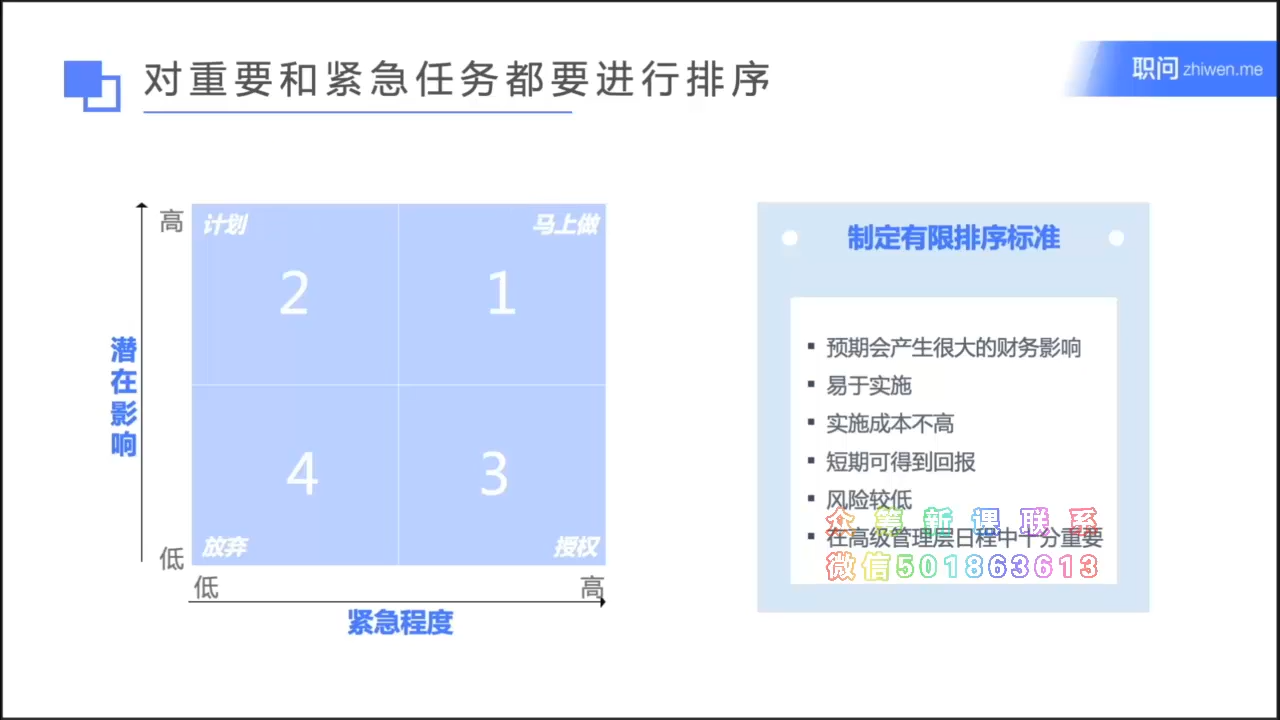 对重要和紧急任务都要进行排序
职问 zhiwen.me
高
计划
马上做
2
1
潜在影响
4
3
放弃
授权
低
低
高
紧急程度
制定有限排序标准
▪ 预期会产生很大的财务影响
▪ 易于实施
▪ 实施成本不高
▪ 短期可得到回报
▪ 风险较低
众筹新课联系
▪ 在高级管理层日程中十分重要
微信501863613